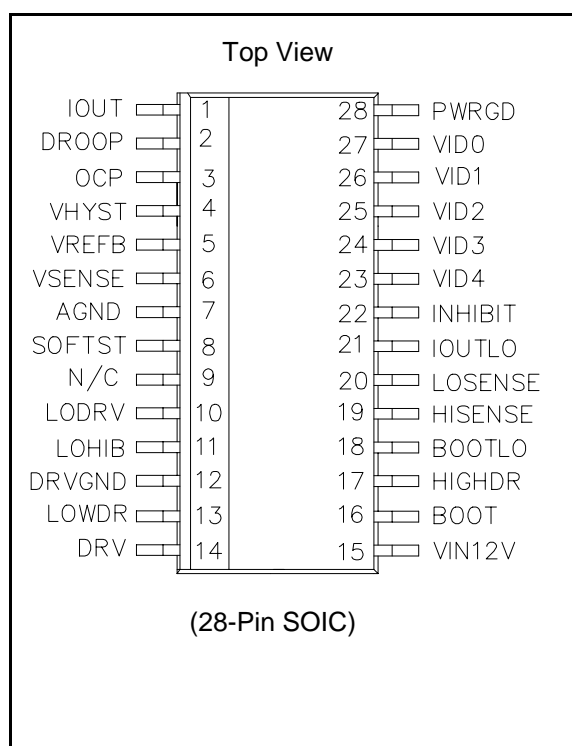 Top View
IOUT 1 28 PWRGD
DROOP 2 27 VID0
OCP 3 26 VID1
VHYST 4 25 VID2
VREFB 5 24 VID3
VSENSE 6 23 VID4
AGND 7 22 INHIBIT
SOFTST 8 21 IOUTLO
N/C 9 20 LOSENSE
LODRV 10 19 HISENSE
LOHIB 11 18 BOOTLO
DRVGND 12 17 HIGHDR
LOWDR 13 16 BOOT
DRV 14 15 VIN12V
(28-Pin SOIC)